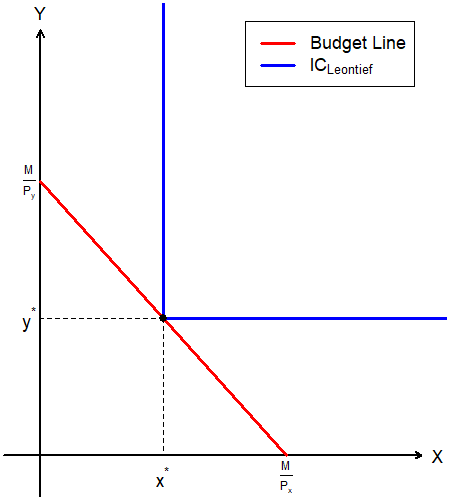 Y
Budget Line
IC_Leontief
M
P_y
y*
X
x*
M
P_x